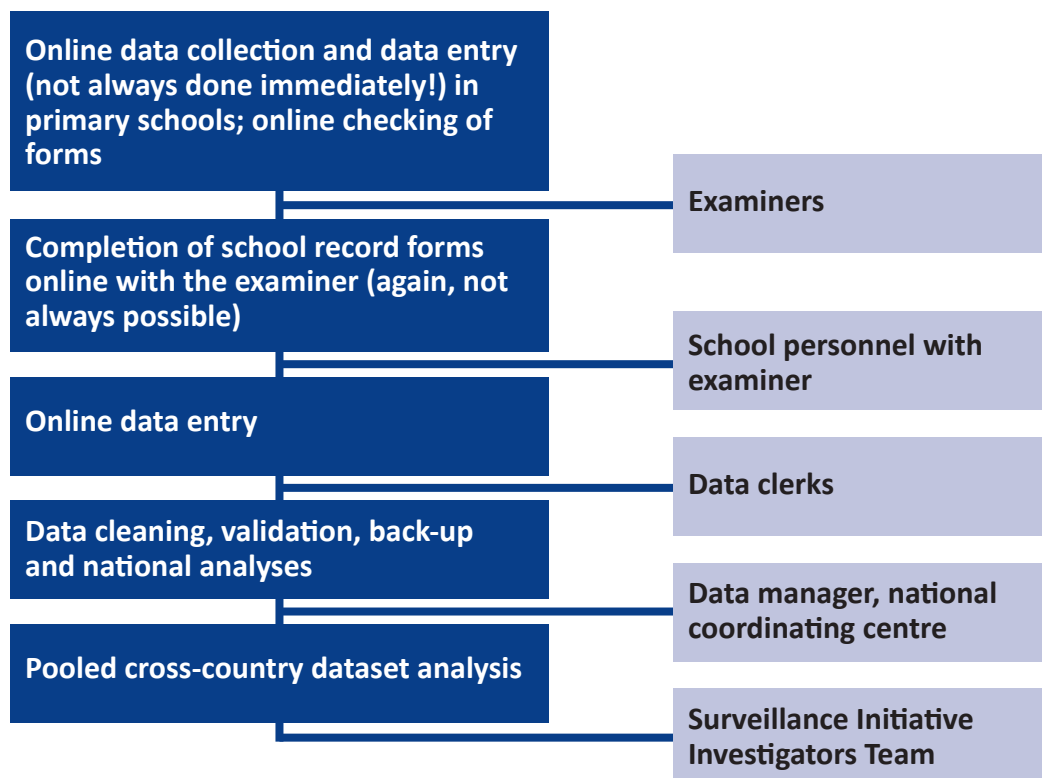 Online data collection and data entry
(not always done immediately!) in
primary schools; online checking of
forms
Examiners
Completion of school record forms
online with the examiner (again, not
always possible)
School personnel with
examiner
Online data entry
Data clerks
Data cleaning, validation, back-up
and national analyses
Data manager, national
coordinating centre
Pooled cross-country dataset analysis
Surveillance Initiative
Investigators Team